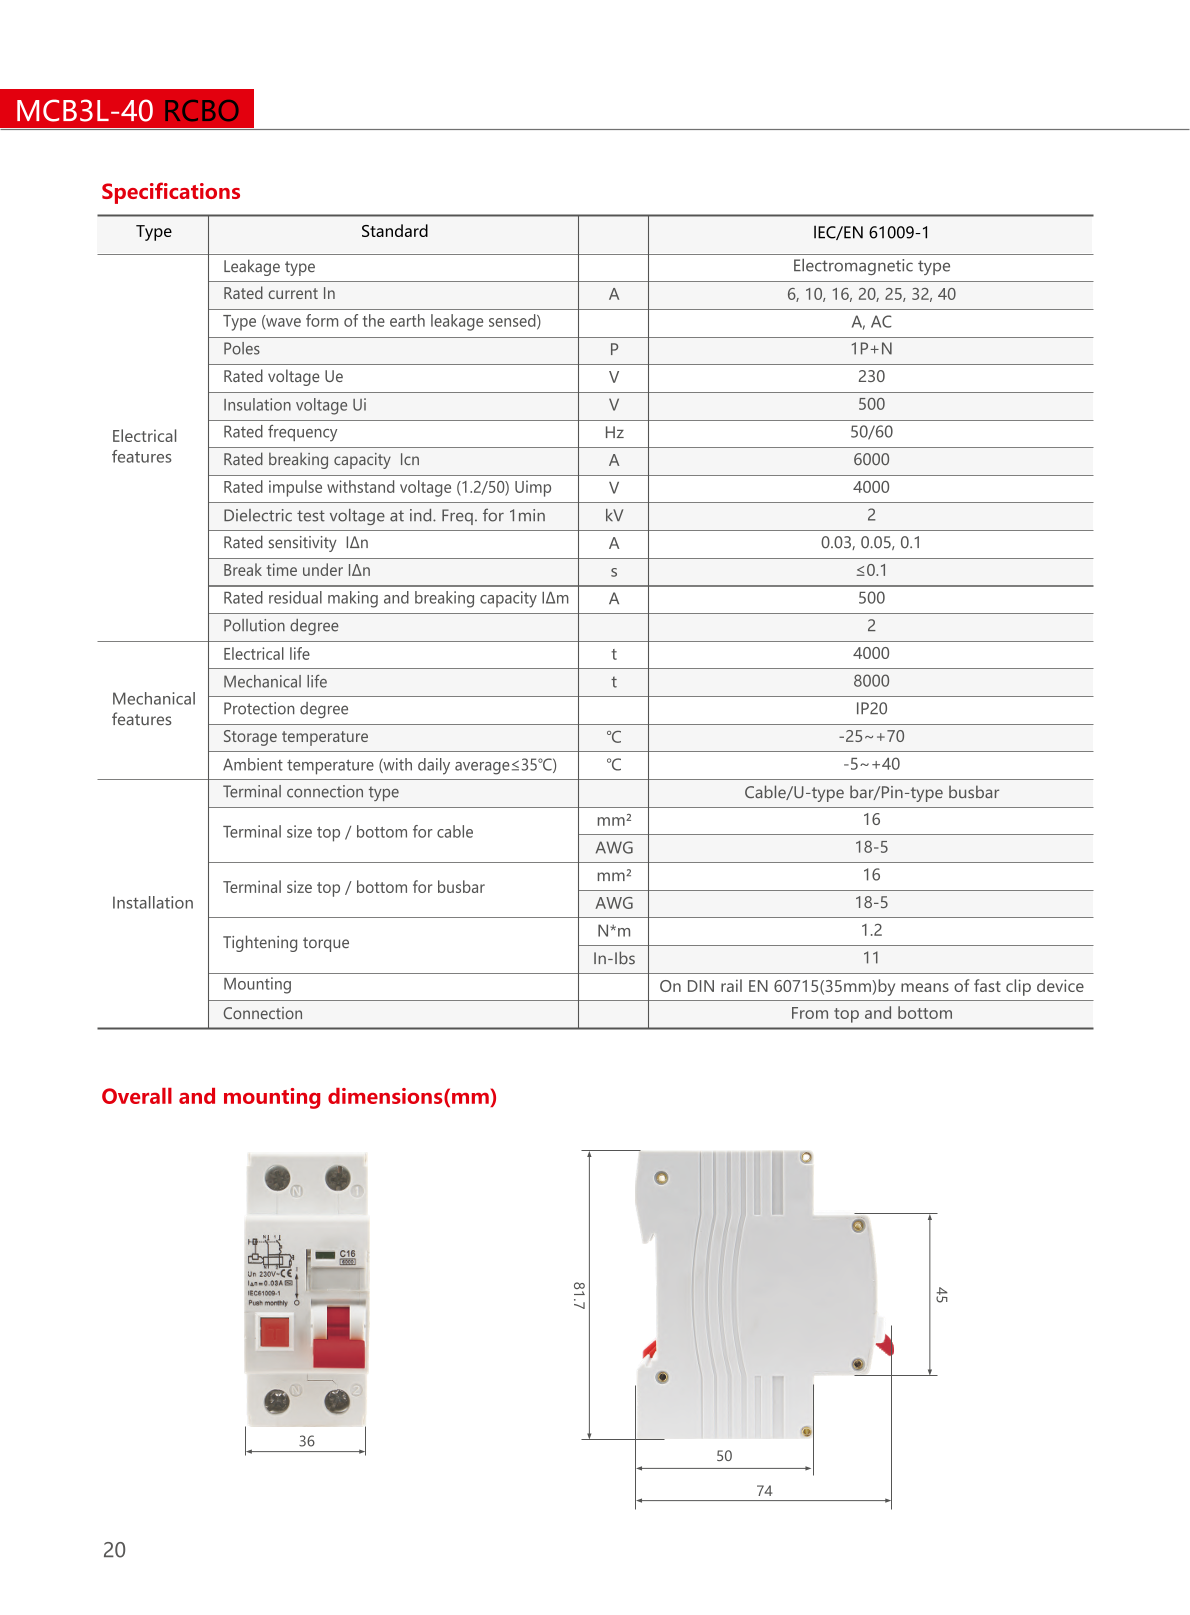 MCB3L-40 RCBO
Specifications
Type Standard IEC/EN 61009-1
Electrical features
Leakage type Electromagnetic type
Rated current In A 6, 10, 16, 20, 25, 32, 40
Type (wave form of the earth leakage sensed) A, AC
Poles P 1P+N
Rated voltage Ue V 230
Insulation voltage Ui V 500
Rated frequency Hz 50/60
Rated breaking capacity Icn A 6000
Rated impulse withstand voltage (1.2/50) Uimp V 4000
Dielectric test voltage at ind. Freq. for 1min kV 2
Rated sensitivity IΔn A 0.03, 0.05, 0.1
Break time under IΔn s ≤0.1
Rated residual making and breaking capacity IΔm A 500
Pollution degree 2
Mechanical features
Electrical life t 4000
Mechanical life t 8000
Protection degree IP20
Storage temperature ℃ -25~+70
Ambient temperature (with daily average≤35℃) ℃ -5~+40
Installation
Terminal connection type Cable/U-type bar/Pin-type busbar
Terminal size top / bottom for cable mm² 16
AWG 18-5
Terminal size top / bottom for busbar mm² 16
AWG 18-5
Tightening torque N*m 1.2
In-Ibs 11
Mounting On DIN rail EN 60715(35mm)by means of fast clip device
Connection From top and bottom
Overall and mounting dimensions(mm)
N 1
C16
6000
Un 230V~CE
I△n=0.03A
IEC61009-1
Push monthly O
N 2
36
81.7
45
50
74
20